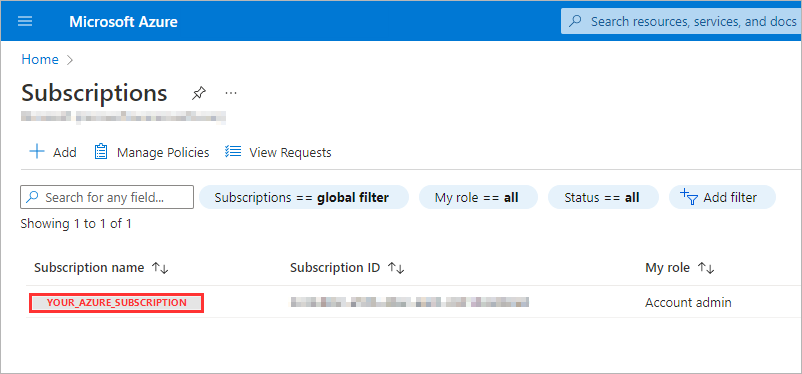 Microsoft Azure
Search resources, services, and docs
Home >
Subscriptions
Add Manage Policies View Requests
Search for any field... Subscriptions == global filter My role == all Status == all Add filter
Showing 1 to 1 of 1
Subscription name ↑↓ Subscription ID ↑↓ My role ↑↓
YOUR_AZURE_SUBSCRIPTION Account admin